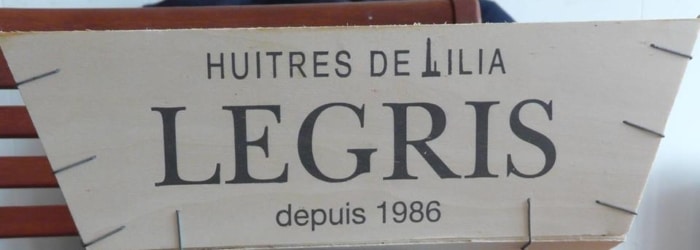 HUITRES DE LILIA
LEGRIS
depuis 1986